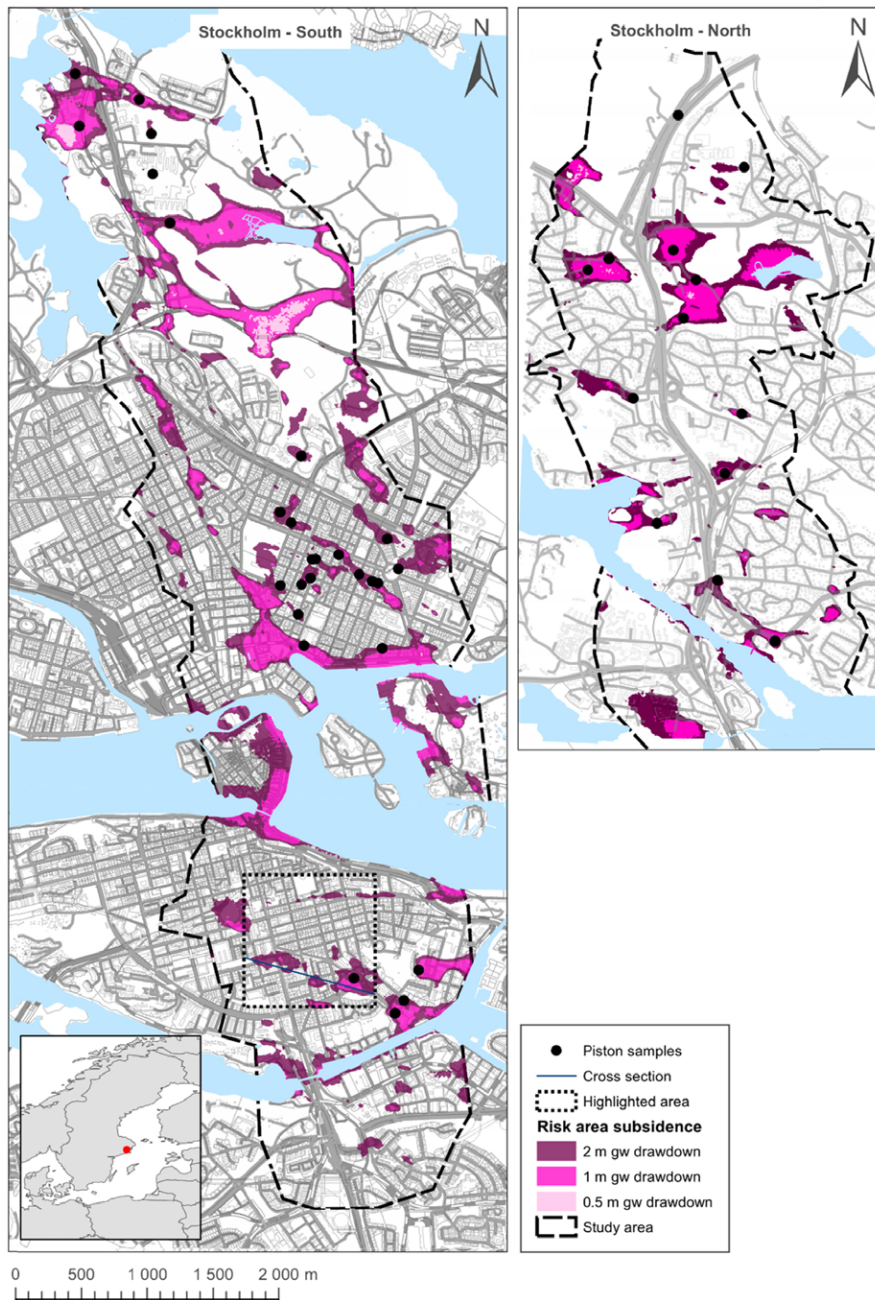 Stockholm - South
N
Stockholm - North
N
Piston samples
Cross section
Highlighted area
Risk area subsidence
2 m gw drawdown
1 m gw drawdown
0.5 m gw drawdown
Study area
0 500 1 000 1 500 2 000 m